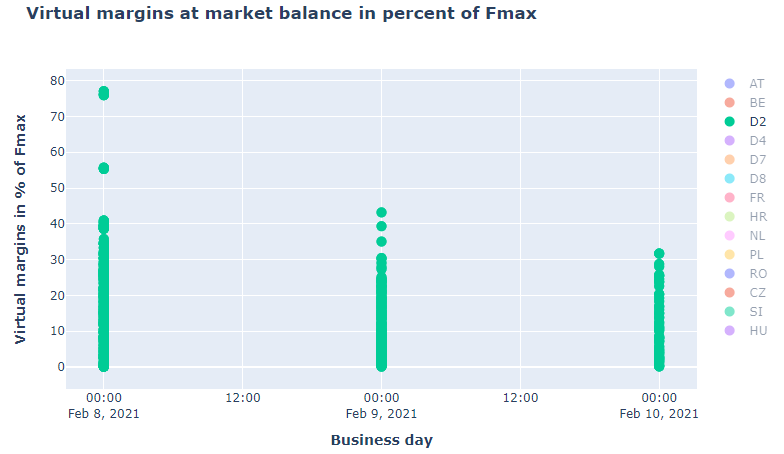 Virtual margins at market balance in percent of Fmax
Virtual margins in % of Fmax
80
70
60
50
40
30
20
10
0
00:00
Feb 8, 2021
12:00
00:00
Feb 9, 2021
12:00
00:00
Feb 10, 2021
Business day
AT
BE
D2
D4
D7
D8
FR
HR
NL
PL
RO
CZ
SI
HU